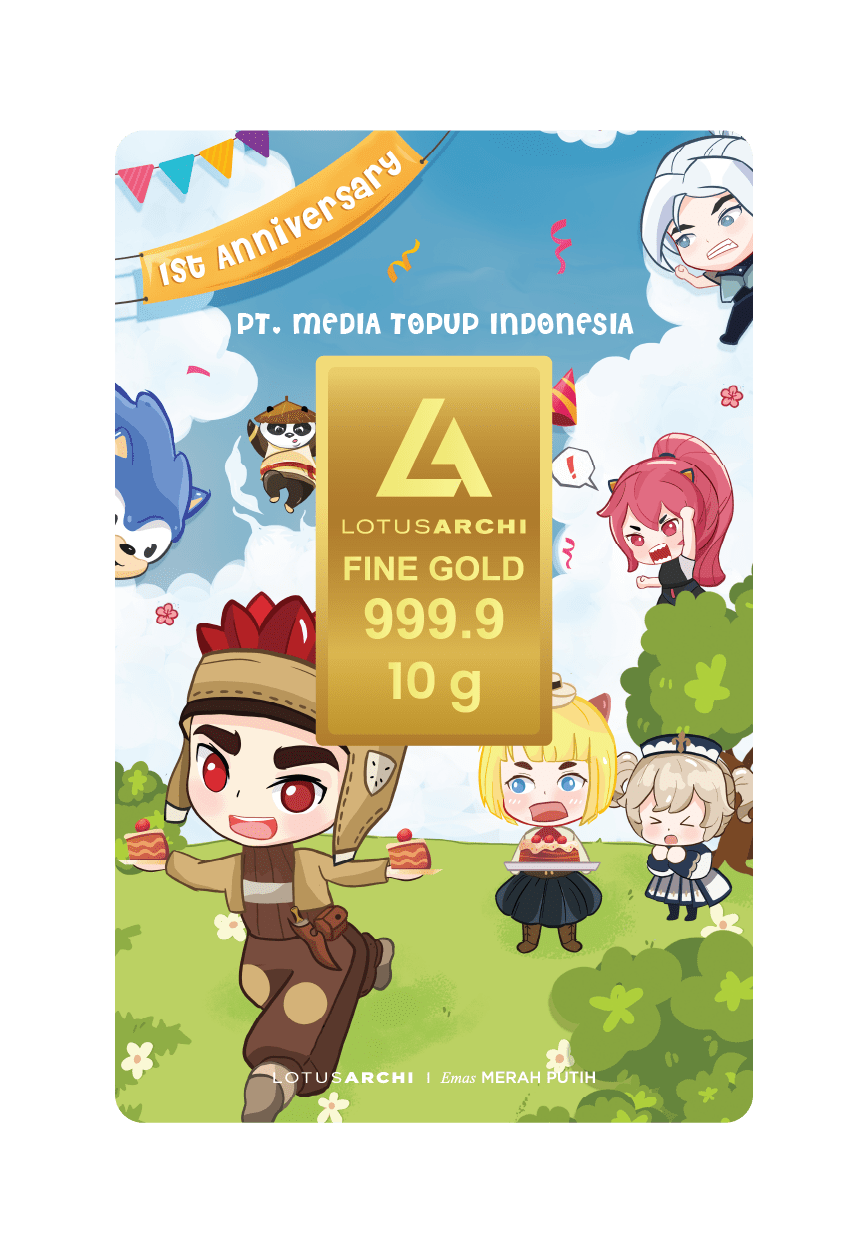 1st Anniversary
PT. MEDIA TOPUP INDONESIA
!
LOTUSARCHI
FINE GOLD
999.9
10 g
LOTUSARCHI | Emas MERAH PUTIH